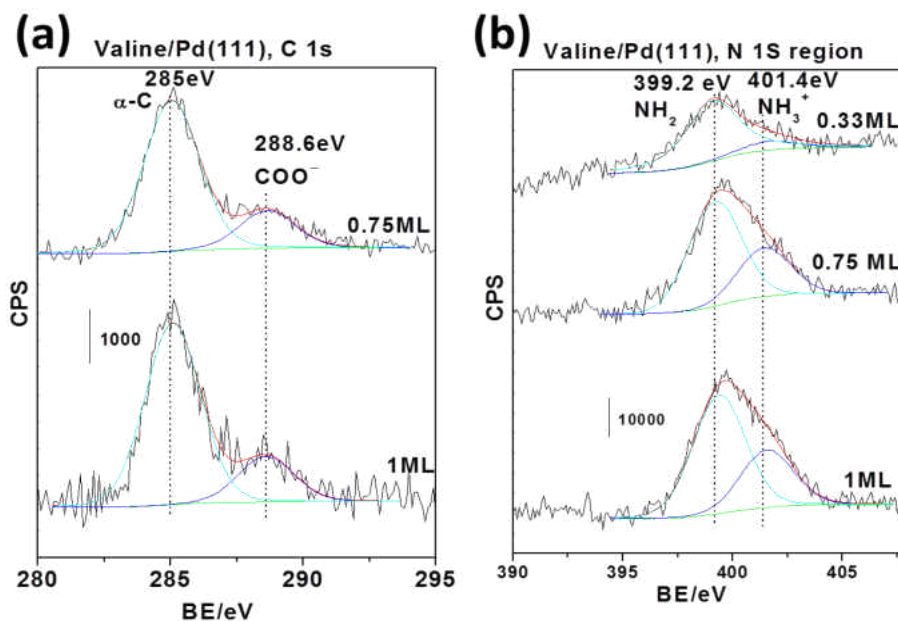 (a)
Valine/Pd(111), C 1s
285eV
α-C
288.6eV
COO⁻
0.75ML
1000
1ML
CPS
280 285 290 295
BE/eV
(b)
Valine/Pd(111), N 1S region
399.2 eV 401.4eV
NH₂ NH₃⁺
0.33ML
0.75 ML
10000
1ML
CPS
390 395 400 405
BE/eV